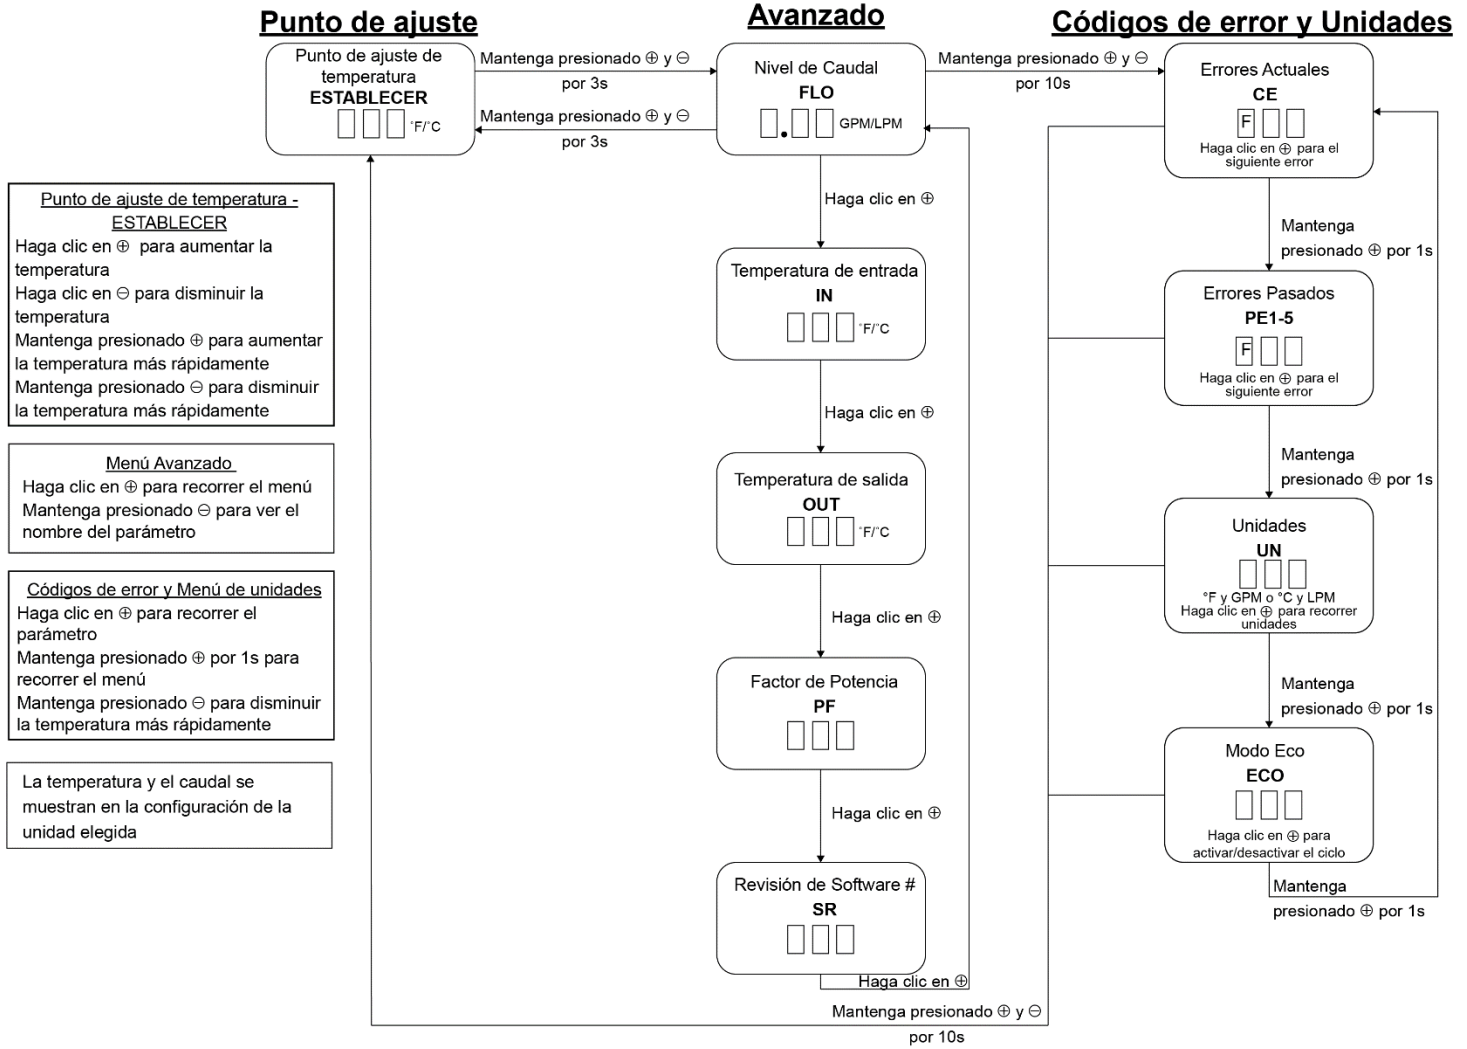 Punto de ajuste
Avanzado
Códigos de error y Unidades
Punto de ajuste de
temperatura
ESTABLECER
°F/°C
Mantenga presionado ⊕ y ⊖
por 3s
Mantenga presionado ⊕ y ⊖
por 3s
Nivel de Caudal
FLO
. GPM/LPM
Mantenga presionado ⊕ y ⊖
por 10s
Errores Actuales
CE
F
Haga clic en ⊕ para el
siguiente error
Punto de ajuste de temperatura -
ESTABLECER
Haga clic en ⊕ para aumentar la
temperatura
Haga clic en ⊖ para disminuir la
temperatura
Mantenga presionado ⊕ para aumentar
la temperatura más rápidamente
Mantenga presionado ⊖ para disminuir
la temperatura más rápidamente
Menú Avanzado
Haga clic en ⊕ para recorrer el menú
Mantenga presionado ⊖ para ver el
nombre del parámetro
Códigos de error y Menú de unidades
Haga clic en ⊕ para recorrer el
parámetro
Mantenga presionado ⊕ por 1s para
recorrer el menú
Mantenga presionado ⊖ para disminuir
la temperatura más rápidamente
La temperatura y el caudal se
muestran en la configuración de la
unidad elegida
Haga clic en ⊕
Temperatura de entrada
IN
°F/°C
Haga clic en ⊕
Temperatura de salida
OUT
°F/°C
Haga clic en ⊕
Factor de Potencia
PF
Haga clic en ⊕
Revisión de Software #
SR
Haga clic en ⊕
Mantenga
presionado ⊕ por 1s
Errores Pasados
PE1-5
F
Haga clic en ⊕ para el
siguiente error
Mantenga
presionado ⊕ por 1s
Unidades
UN
°F y GPM o °C y LPM
Haga clic en ⊕ para recorrer
unidades
Mantenga
presionado ⊕ por 1s
Modo Eco
ECO
Haga clic en ⊕ para
activar/desactivar el ciclo
Mantenga
presionado ⊕ por 1s
Mantenga presionado ⊕ y ⊖
por 10s